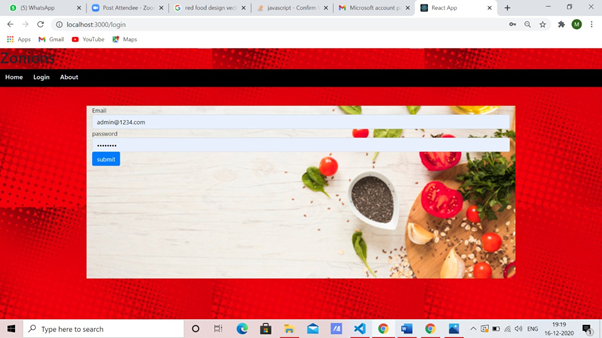 (5) WhatsApp
Post Attendee - Zoo
red food design vec
javascript - Confirm
Microsoft account p
React App
localhost:3000/login
M
Apps
Gmail
YouTube
Maps
Zomons
Home Login About
Email
admin@1234.com
password
submit
Type here to search
ENG
19:19
16-12-2020